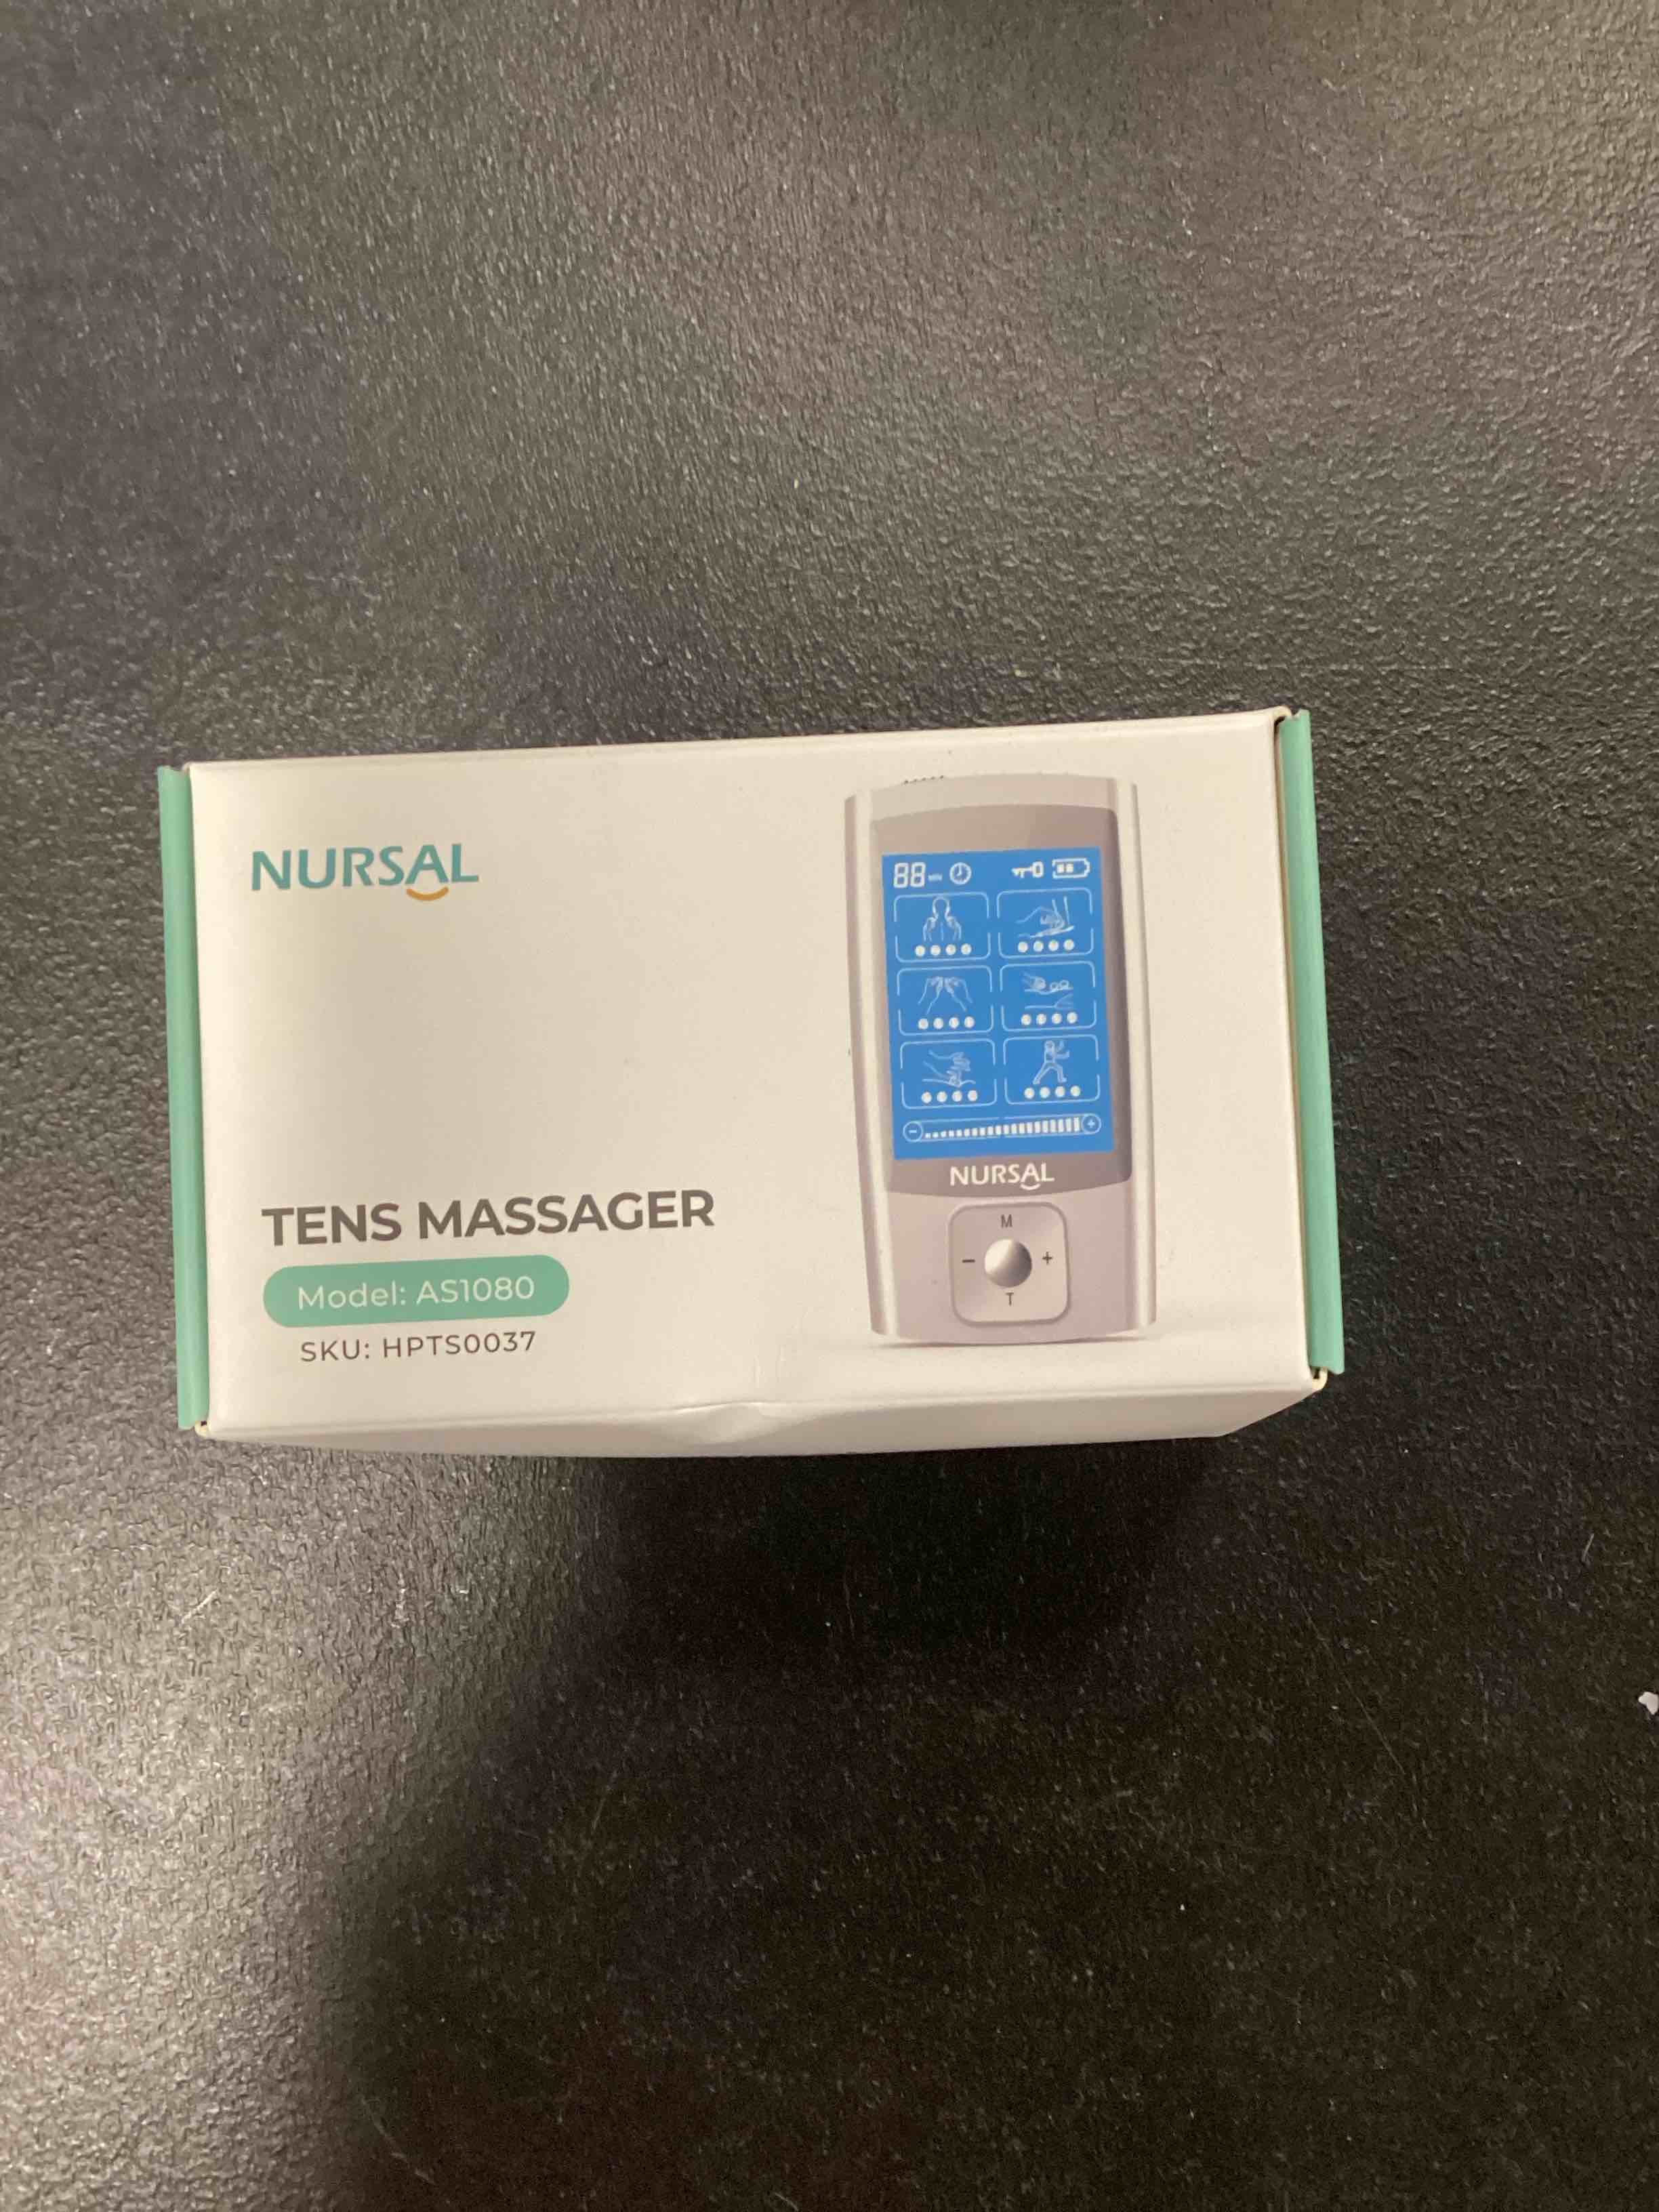 NURSAL
TENS MASSAGER
Model: AS1080
SKU: HPTS0037
88
NURSAL
M
- +
T